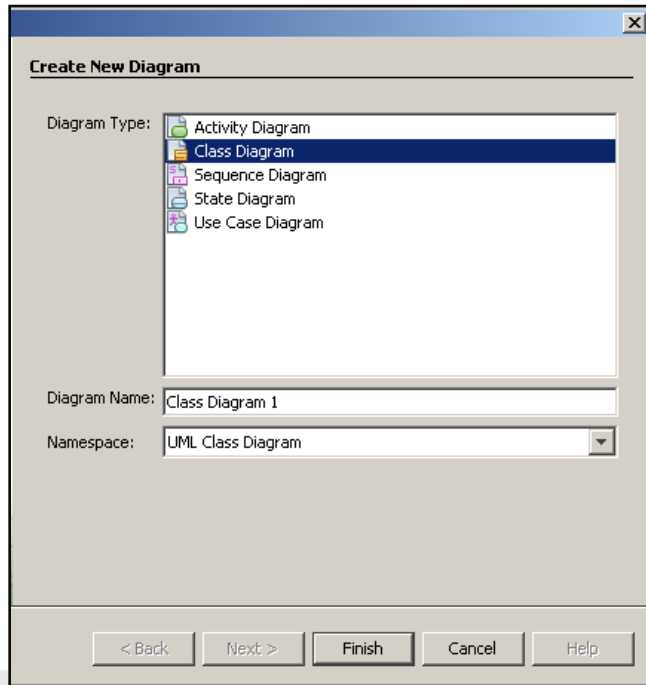 Create New Diagram
Diagram Type:
Activity Diagram
Class Diagram
Sequence Diagram
State Diagram
Use Case Diagram
Diagram Name: Class Diagram 1
Namespace: UML Class Diagram
< Back Next > Finish Cancel Help